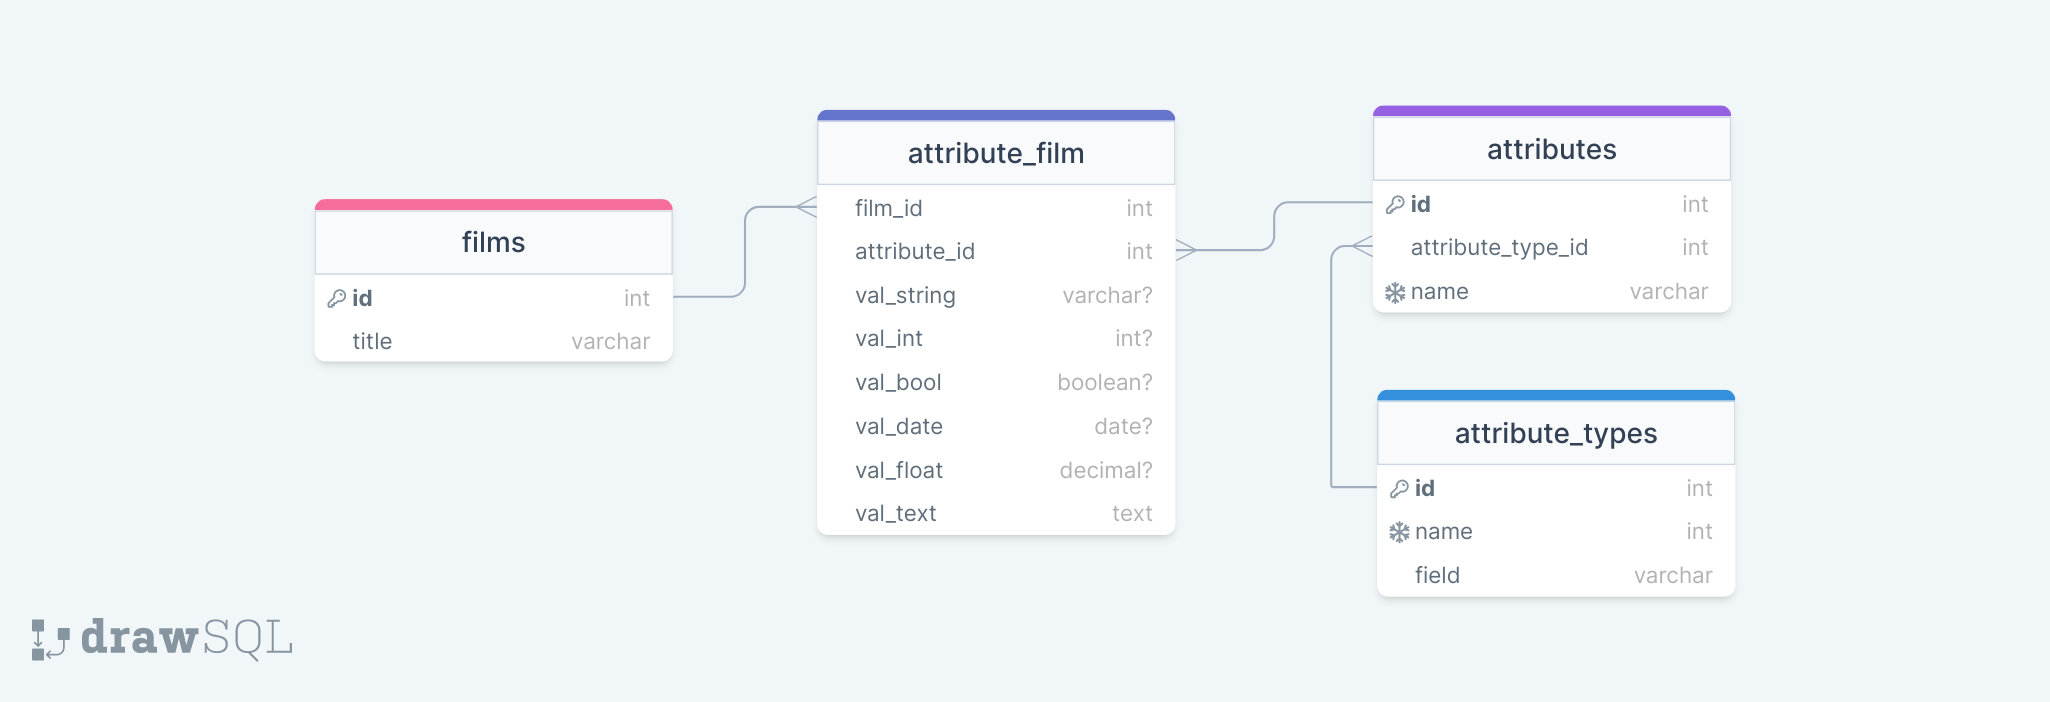 films
id int
title varchar
attribute_film
film_id int
attribute_id int
val_string varchar?
val_int int?
val_bool boolean?
val_date date?
val_float decimal?
val_text text
attributes
id int
attribute_type_id int
name varchar
attribute_types
id int
name int
field varchar
drawSQL